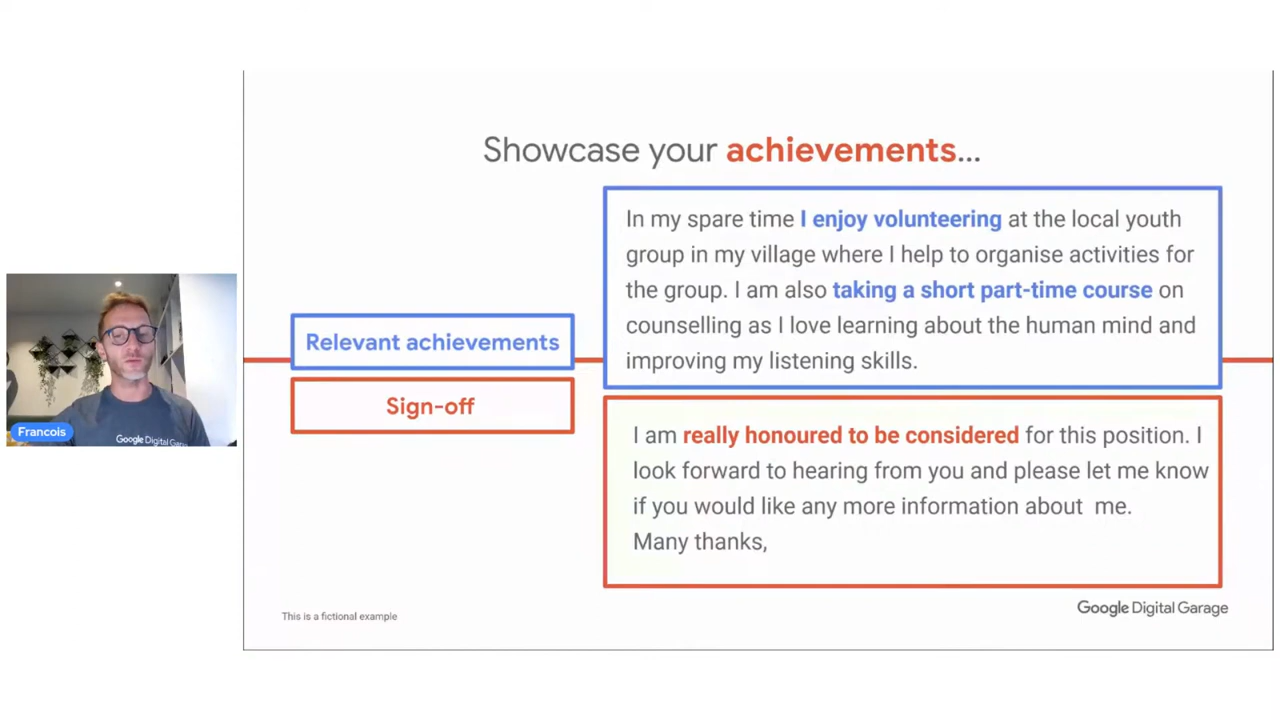 Showcase your achievements...
In my spare time I enjoy volunteering at the local youth
group in my village where I help to organise activities for
the group. I am also taking a short part-time course on
counselling as I love learning about the human mind and
improving my listening skills.
Relevant achievements
Sign-off
I am really honoured to be considered for this position. I
look forward to hearing from you and please let me know
if you would like any more information about me.
Many thanks,
Francois
Google Digital Garage
This is a fictional example
Google Digital Garage